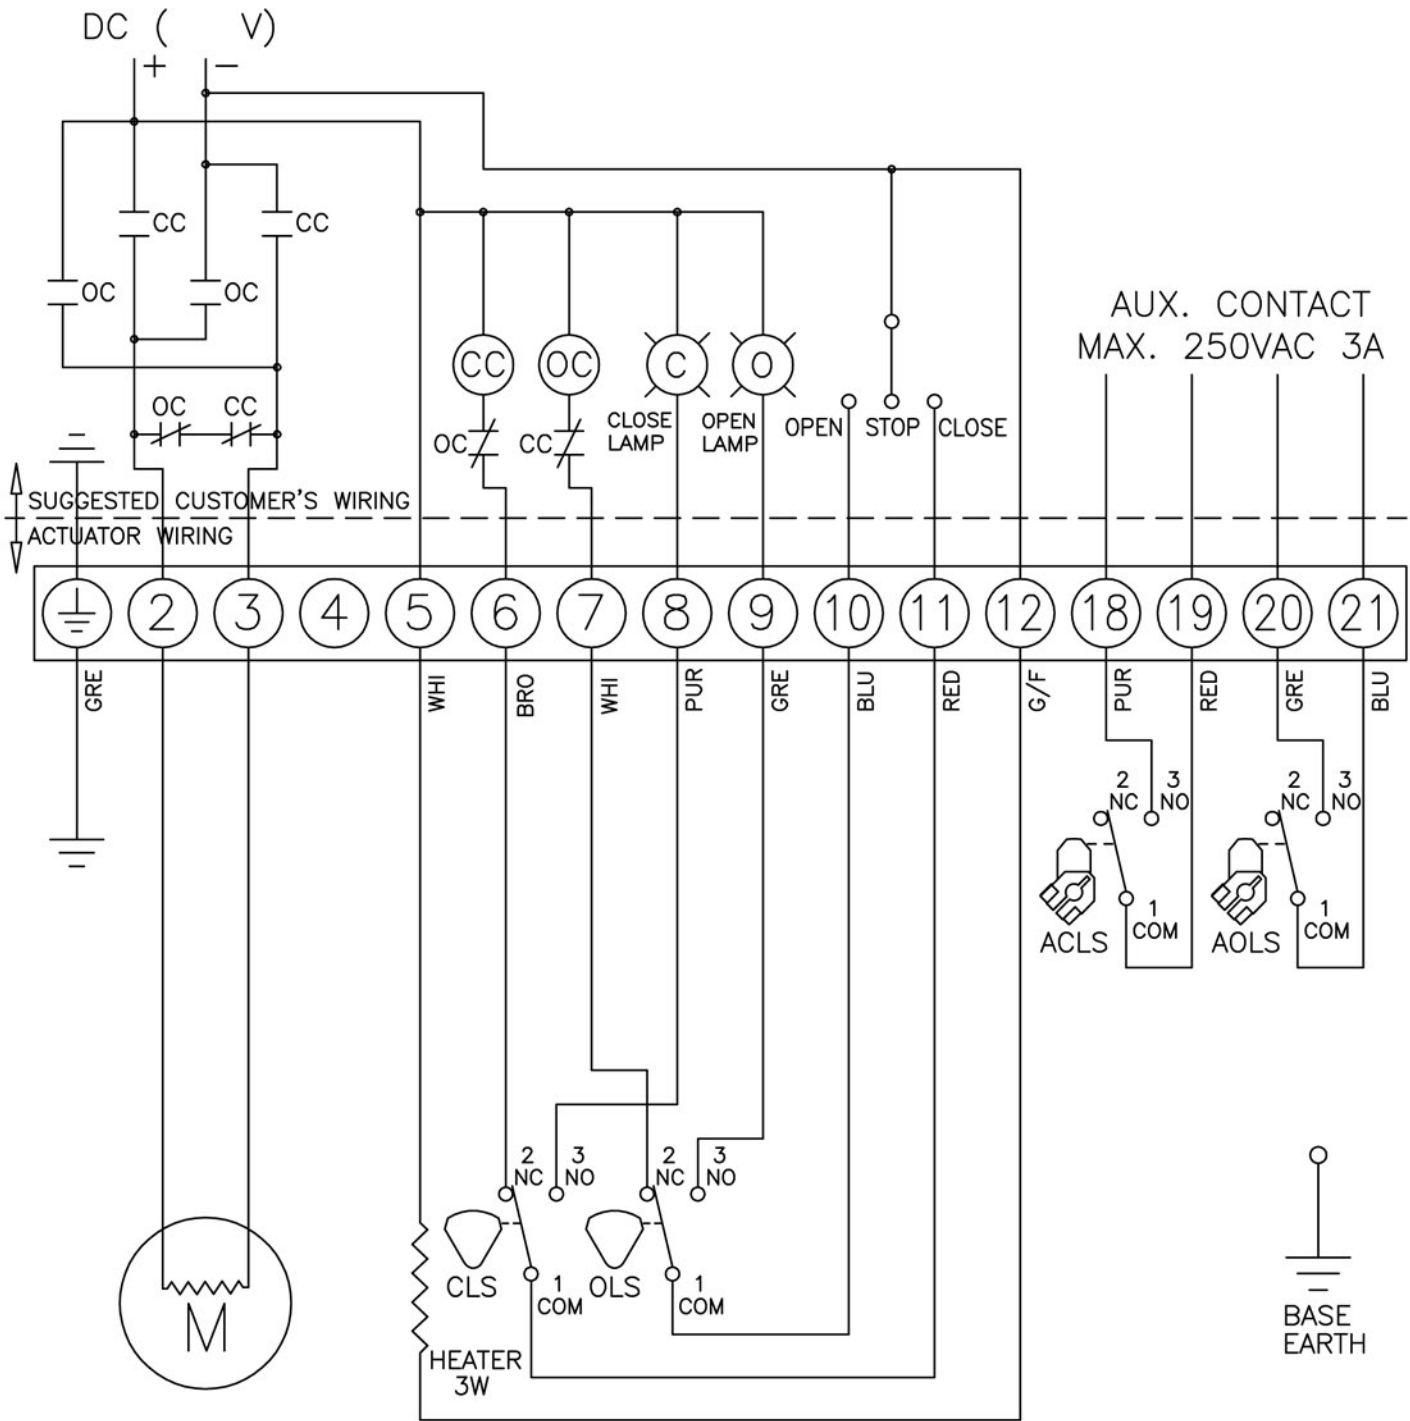 DC ( V)
+ −
CC CC
OC OC
AUX. CONTACT
MAX. 250VAC 3A
CC OC C O
OC CC
OC CC
CLOSE
LAMP
OPEN
LAMP
OPEN STOP CLOSE
SUGGESTED CUSTOMER'S WIRING
ACTUATOR WIRING
2 3 4 5 6 7 8 9 10 11 12 18 19 20 21
GRE WHI BRO WHI PUR GRE BLU RED G/F PUR RED GRE BLU
2
NC
3
NO
1
COM
ACLS
2
NC
3
NO
1
COM
AOLS
2
NC
3
NO
1
COM
CLS
2
NC
3
NO
1
COM
OLS
M
HEATER
3W
BASE
EARTH